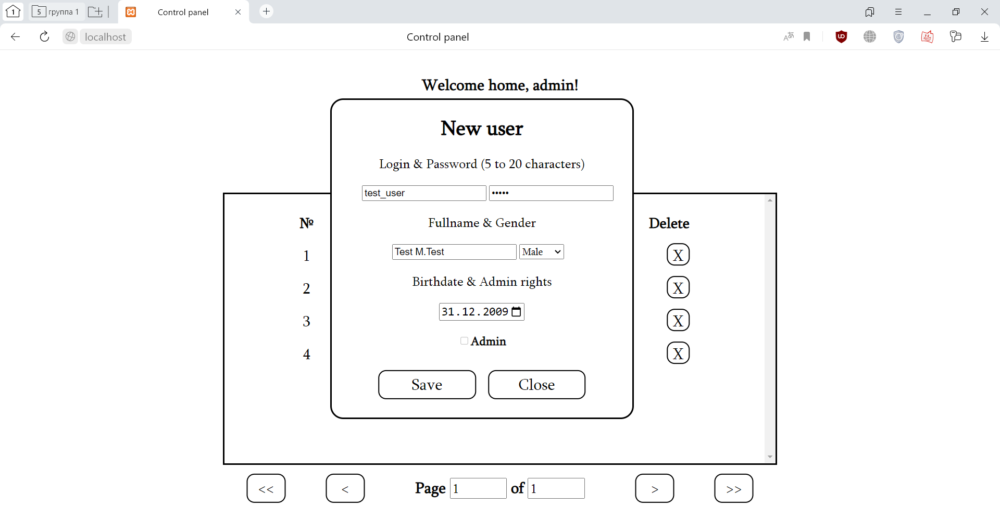 1
5 группа 1
Control panel
localhost
Control panel
Welcome home, admin!
New user
Login & Password (5 to 20 characters)
test_user •••••
Fullname & Gender
Test M.Test Male
Birthdate & Admin rights
31.12.2009
Admin
Save Close
№ Delete
1 X
2 X
3 X
4 X
<< < Page 1 of 1 > >>